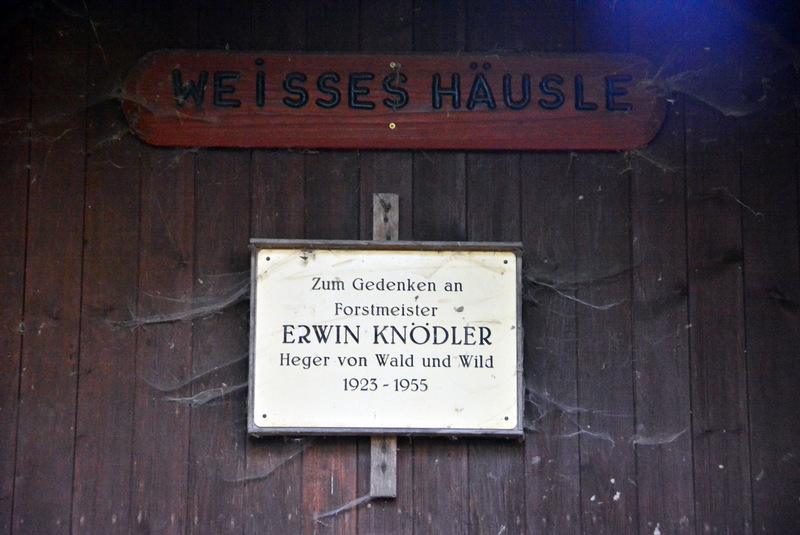 WEISSES HÄUSLE
Zum Gedenken an
Forstmeister
ERWIN KNÖDLER
Heger von Wald und Wild
1923 - 1955